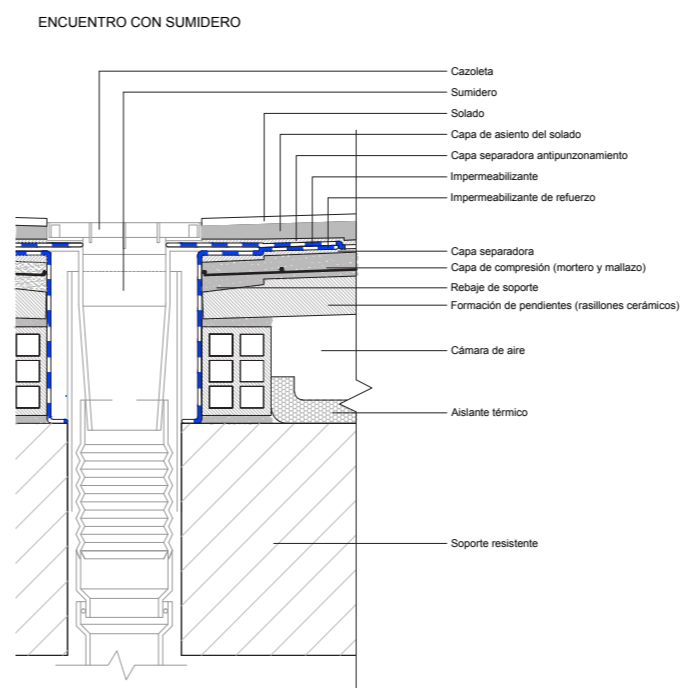 ENCUENTRO CON SUMIDERO
Cazoleta
Sumidero
Solado
Capa de asiento del solado
Capa separadora antipunzonamiento
Impermeabilizante
Impermeabilizante de refuerzo
Capa separadora
Capa de compresión (mortero y mallazo)
Rebaje de soporte
Formación de pendientes (rasillones cerámicos)
Cámara de aire
Aislante térmico
Soporte resistente